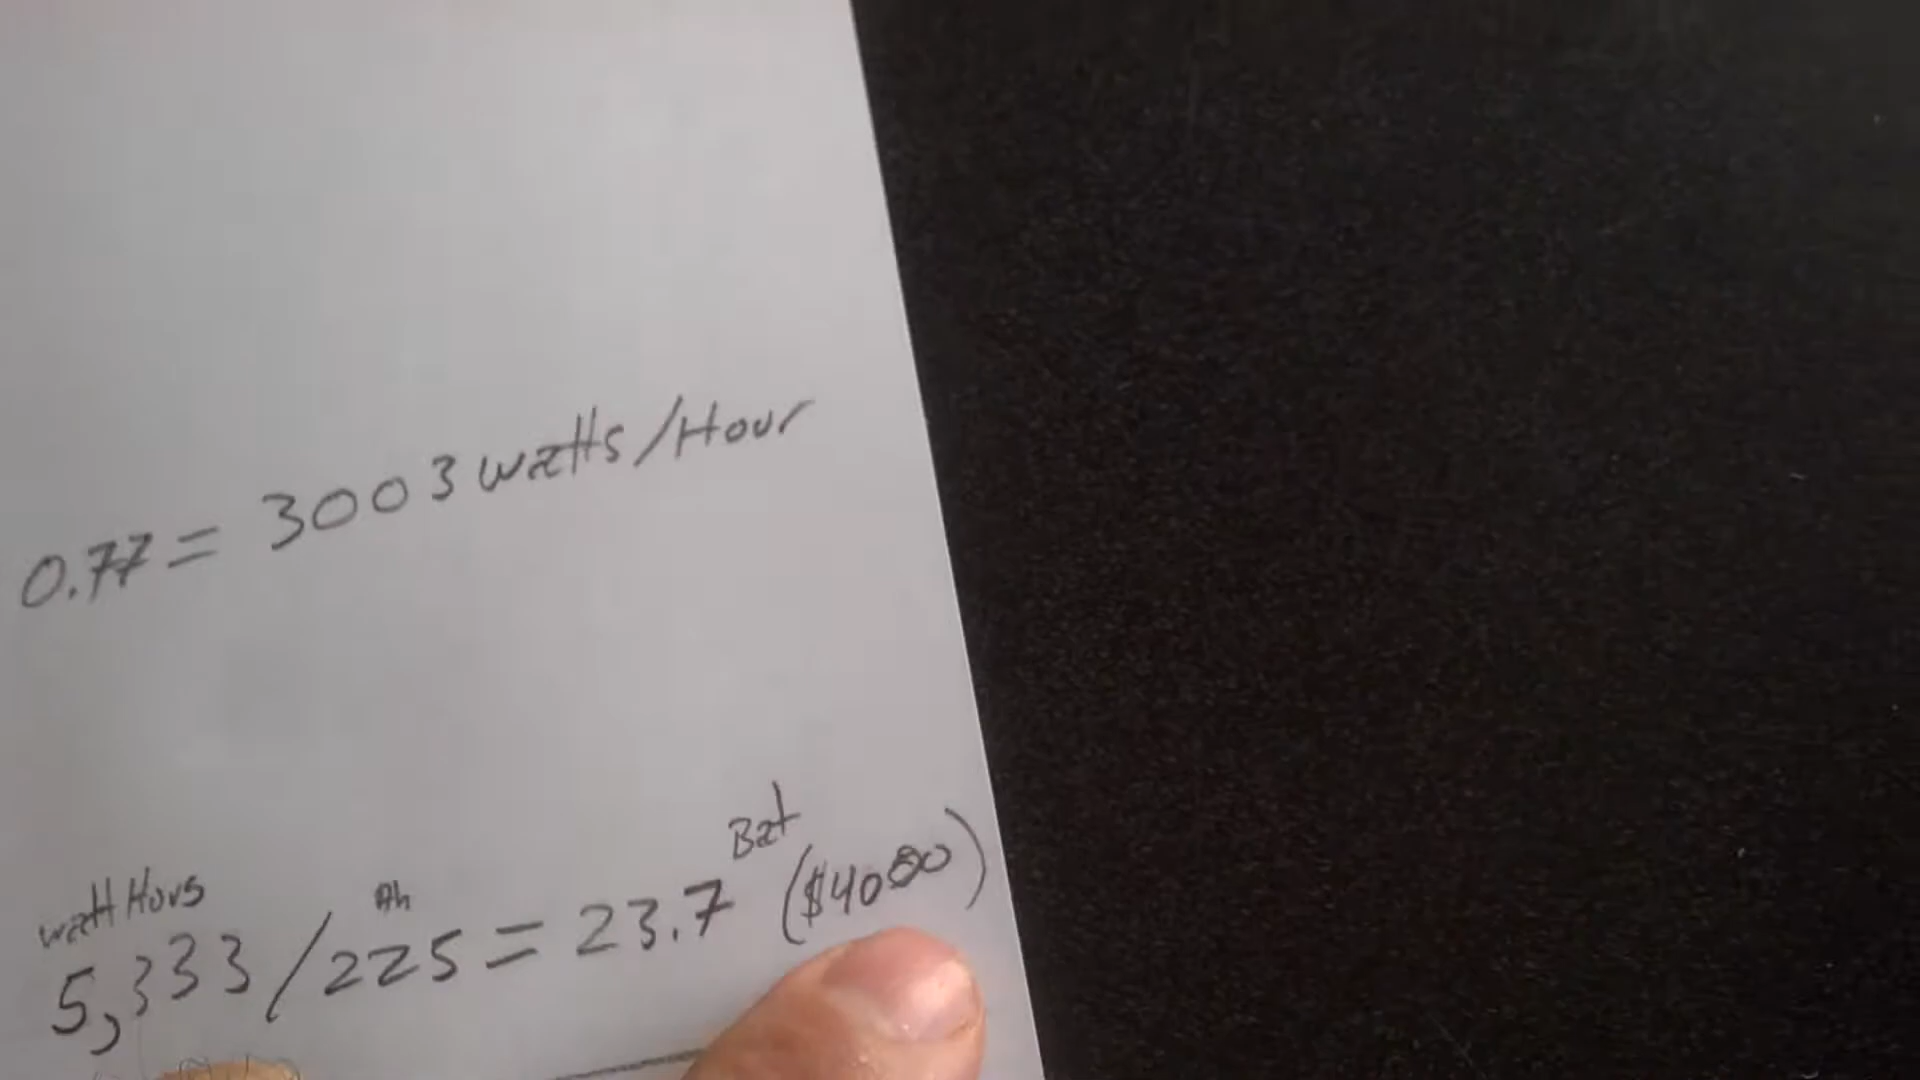 0.77 = 3003 watts/Hour
watt Hours Ah Bat
5,333 / 225 = 23.7 ($4000)